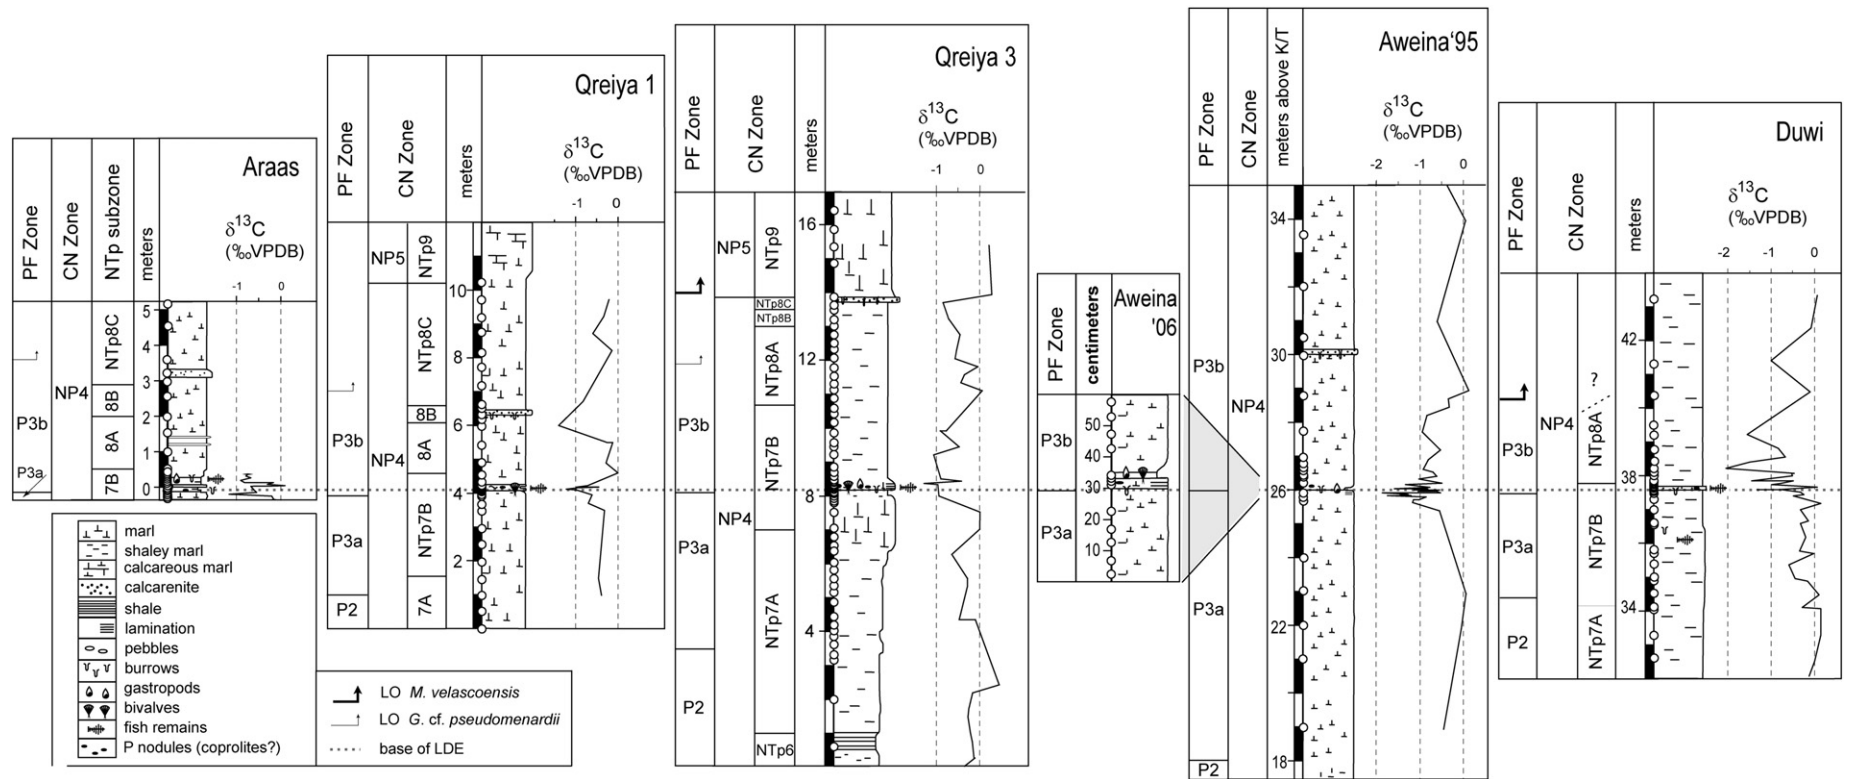 Araas
PF Zone
CN Zone
NTp subzone
meters
δ13C
(‰VPDB)
-1 0
5
4
3
2
1
0
P3b
P3a
NP4
NTp8C
8B
8A
7B
Qreiya 1
PF Zone
CN Zone
meters
δ13C
(‰VPDB)
-1 0
10
8
6
4
2
P3b
P3a
P2
NP5
NP4
NTp9
NTp8C
8B
8A
NTp7B
7A
Qreiya 3
PF Zone
CN Zone
meters
δ13C
(‰VPDB)
-1 0
16
12
8
4
P3b
P3a
P2
NP5
NP4
NTp9
NTp8C
NTp8B
NTp8A
NTp7B
NTp7A
NTp6
Aweina
'06
PF Zone
centimeters
50
40
30
20
10
P3b
P3a
Aweina‘95
PF Zone
CN Zone
meters above K/T
δ13C
(‰VPDB)
-2 -1 0
34
30
26
22
18
P3b
P3a
P2
NP4
Duwi
PF Zone
CN Zone
meters
δ13C
(‰VPDB)
-2 -1 0
42
38
34
P3b
P3a
P2
NP4
?
NTp8A
NTp7B
NTp7A
marl
shaley marl
calcareous marl
calcarenite
shale
lamination
pebbles
burrows
gastropods
bivalves
fish remains
P nodules (coprolites?)
LO M. velascoensis
LO G. cf. pseudomenardii
base of LDE